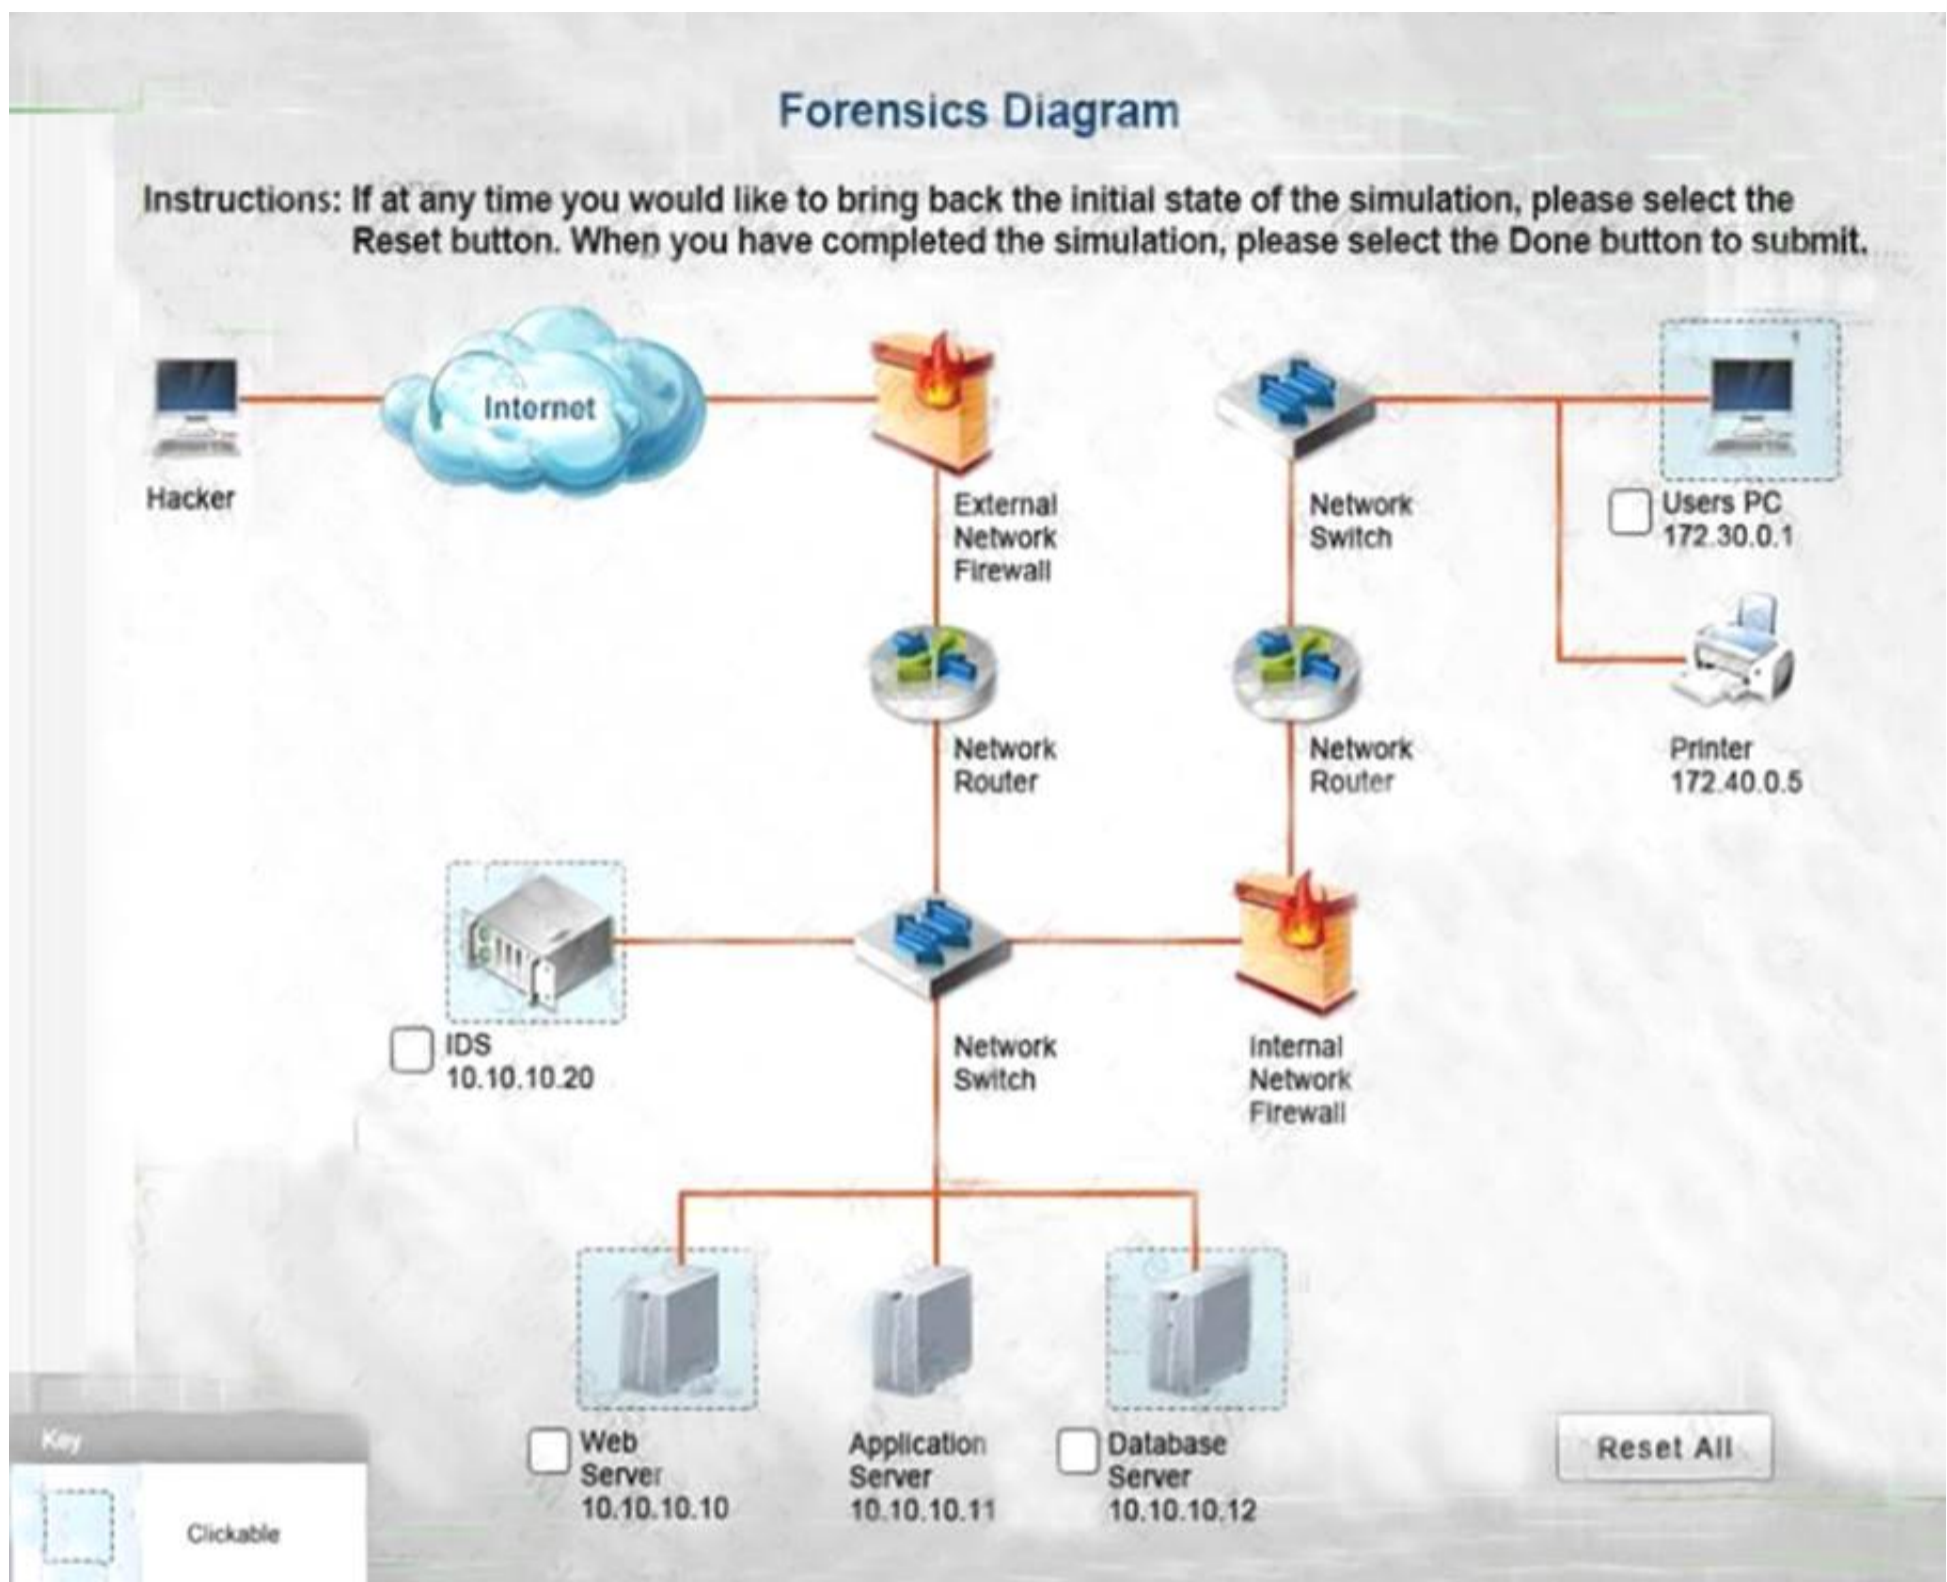 Forensics Diagram
Instructions: If at any time you would like to bring back the initial state of the simulation, please select the
Reset button. When you have completed the simulation, please select the Done button to submit.
Internet
Hacker
External
Network
Firewall
Network
Switch
Users PC
172.30.0.1
Network
Router
Network
Router
Printer
172.40.0.5
IDS
10.10.10.20
Network
Switch
Internal
Network
Firewall
Web
Server
10.10.10.10
Application
Server
10.10.10.11
Database
Server
10.10.10.12
Reset All
Key
Clickable